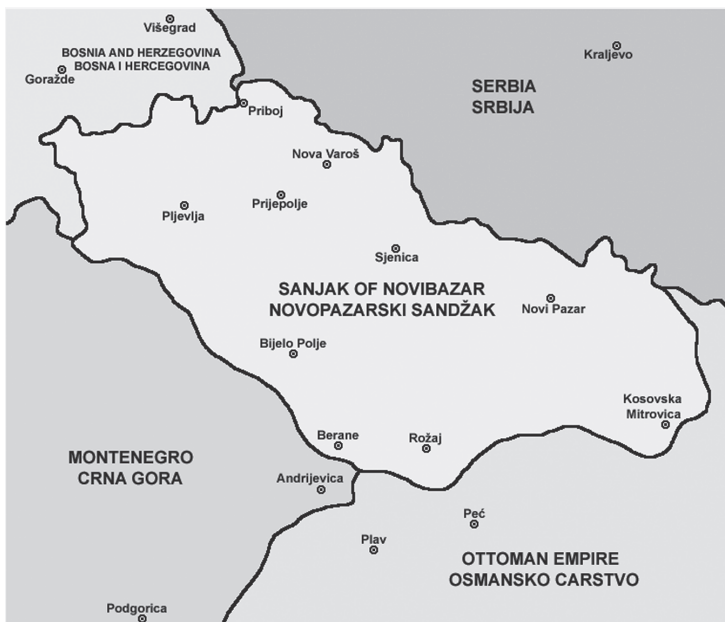 Višegrad
BOSNIA AND HERZEGOVINA
BOSNA I HERCEGOVINA
Goražde
Kraljevo
SERBIA
SRBIJA
Priboj
Nova Varoš
Prijepolje
Pljevlja
Sjenica
SANJAK OF NOVIBAZAR
NOVOPAZARSKI SANDŽAK
Novi Pazar
Bijelo Polje
Kosovska
Mitrovica
Berane
Rožaj
MONTENEGRO
CRNA GORA
Andrijevica
Peć
Plav
OTTOMAN EMPIRE
OSMANSKO CARSTVO
Podgorica